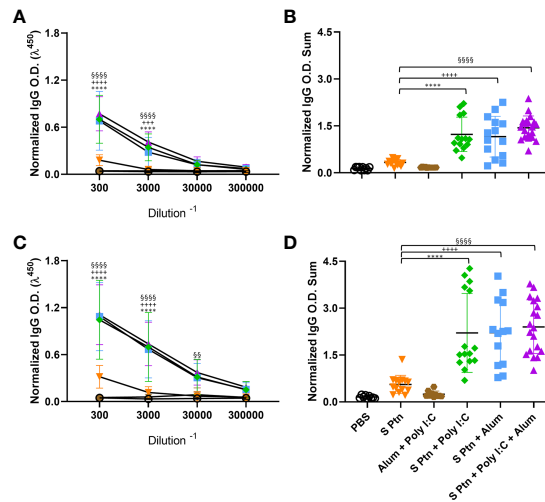 A
Normalized IgG O.D. (λ⁴⁵⁰)
1.8
1.2
0.6
0.0
§§§§
++++
****
§§§§
+++
****
300
3000
30000
300000
Dilution ⁻¹
B
Normalized IgG O.D. Sum
4.5
3.0
1.5
0.0
§§§§
++++
****
C
Normalized IgG O.D. (λ⁴⁵⁰)
1.8
1.2
0.6
0.0
§§§§
++++
****
§§§§
++++
****
§§
300
3000
30000
300000
Dilution ⁻¹
D
Normalized IgG O.D. Sum
4.5
3.0
1.5
0.0
§§§§
++++
****
PBS
S Ptn
Alum + Poly I:C
S Ptn + Poly I:C
S Ptn + Alum
S Ptn + Poly I:C + Alum